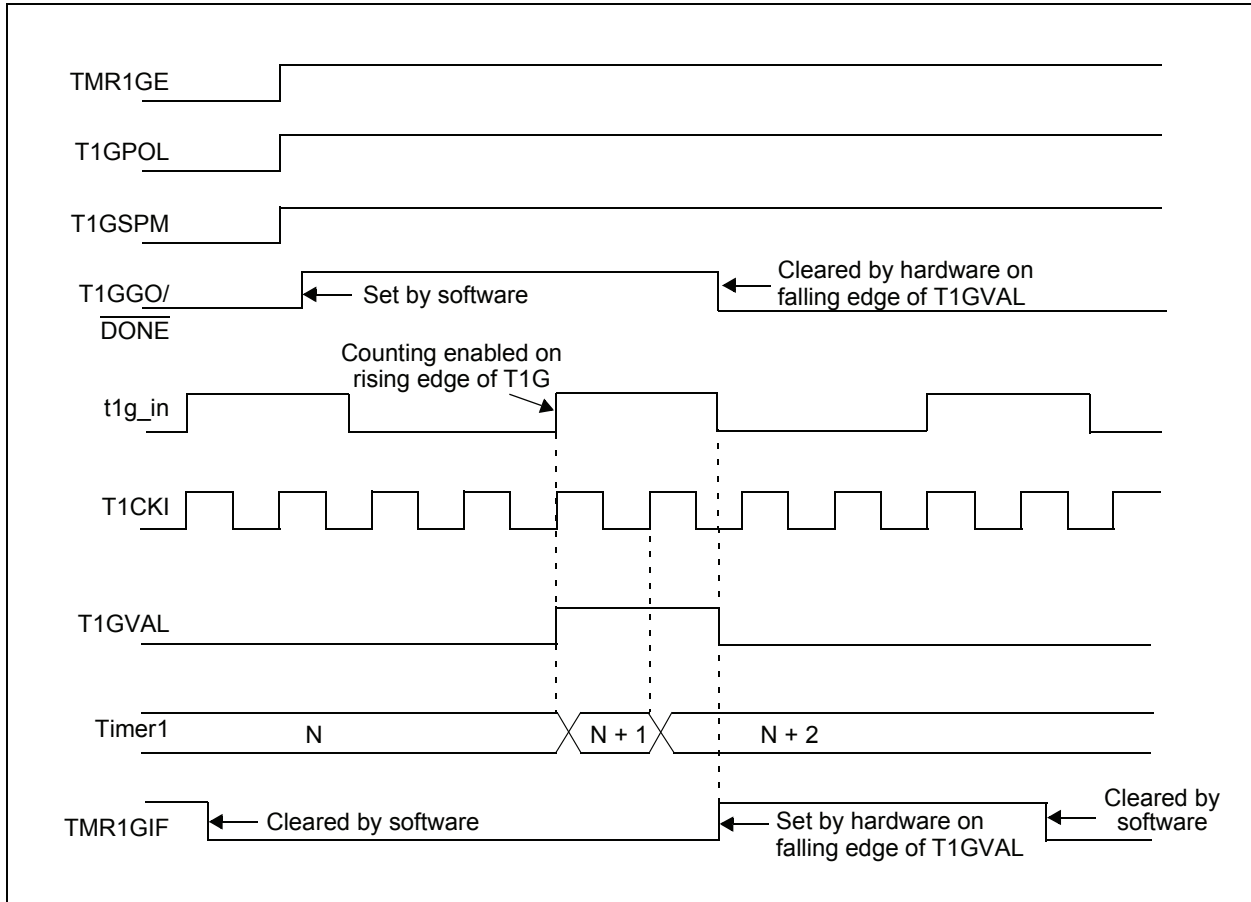 TMR1GE
T1GPOL
T1GSPM
T1GGO/
DONE
Set by software
Cleared by hardware on
falling edge of T1GVAL
Counting enabled on
rising edge of T1G
t1g_in
T1CKI
T1GVAL
Timer1
N
N + 1
N + 2
TMR1GIF
Cleared by software
Set by hardware on
falling edge of T1GVAL
Cleared by
software